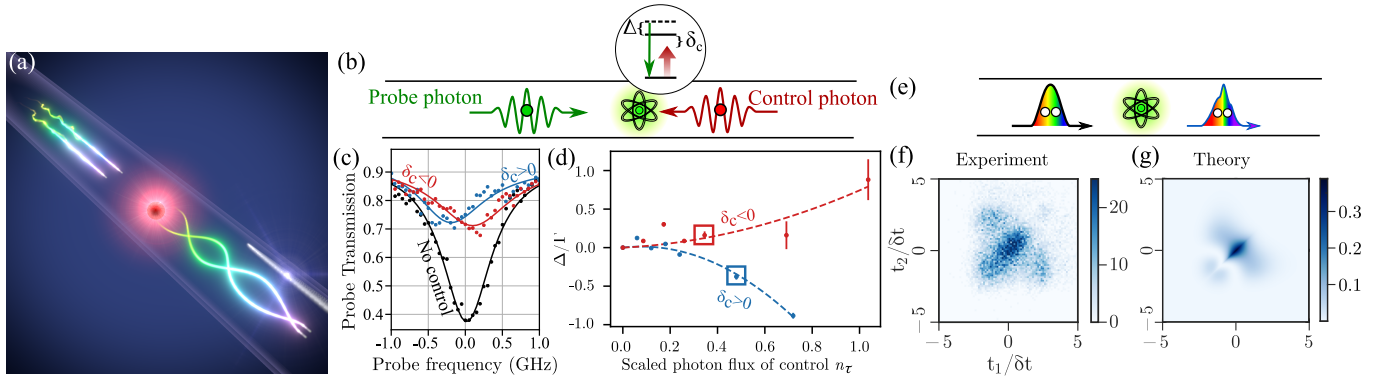 (a)
(b)
Δ{
}δc
Probe photon
Control photon
(c)
0.9
0.8
0.7
0.6
0.5
0.4
Probe Transmission
δc<0
δc>0
No control
-1.0
-0.5
0.0
0.5
1.0
Probe frequency (GHz)
(d)
1.0
0.5
0.0
-0.5
-1.0
Δ/Γ
δc<0
δc>0
0.0
0.2
0.4
0.6
0.8
1.0
Scaled photon flux of control nτ
(e)
(f)
Experiment
5
0
−5
t2/δt
−5
0
5
t1/δt
20
10
0
(g)
Theory
5
0
−5
−5
0
5
0.3
0.2
0.1